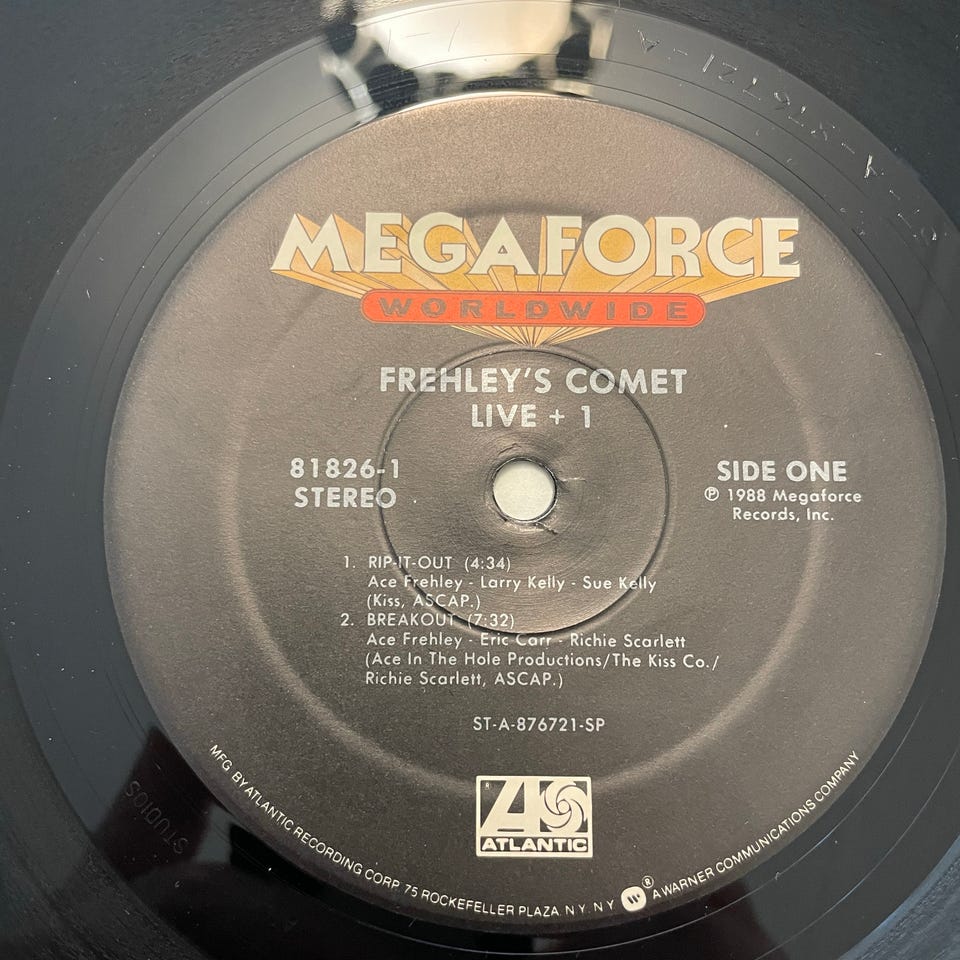 MEGAFORCE
WORLDWIDE
FREHLEY'S COMET
LIVE + 1
81826-1
STEREO
SIDE ONE
℗ 1988 Megaforce
Records, Inc.
1. RIP-IT-OUT (4:34)
Ace Frehley - Larry Kelly - Sue Kelly
(Kiss, ASCAP.)
2. BREAKOUT (7:32)
Ace Frehley - Eric Carr - Richie Scarlett
(Ace In The Hole Productions/The Kiss Co./
Richie Scarlett, ASCAP.)
ST-A-876721-SP
®
ATLANTIC
MFG BY ATLANTIC RECORDING CORP. 75 ROCKEFELLER PLAZA. N.Y. N.Y. ® A WARNER COMMUNICATIONS COMPANY
STUDIOS